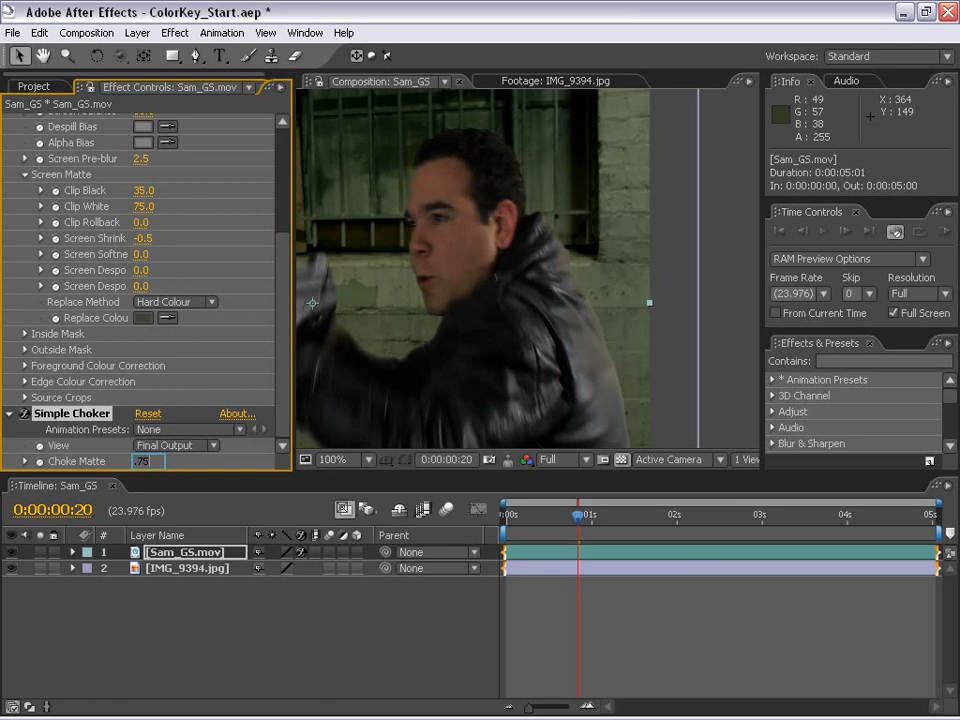 Adobe After Effects - ColorKey_Start.aep *
File Edit Composition Layer Effect Animation View Window Help
Workspace: Standard
Project Effect Controls: Sam_GS.mov
Sam_GS * Sam_GS.mov
Despill Bias
Alpha Bias
Screen Pre-blur 2.5
Screen Matte
Clip Black 35.0
Clip White 75.0
Clip Rollback 0.0
Screen Shrink -0.5
Screen Softne 0.0
Screen Despo 0.0
Screen Despo 0.0
Replace Method Hard Colour
Replace Colou
Inside Mask
Outside Mask
Foreground Colour Correction
Edge Colour Correction
Source Crops
Simple Choker Reset About...
Animation Presets: None
View Final Output
Choke Matte .75
Composition: Sam_GS Footage: IMG_9394.jpg
100% 0:00:00:20 Full Active Camera 1 Vie
Info Audio
R : 49 X : 364
G : 57 Y : 149
B : 38
A : 255
[Sam_GS.mov]
Duration: 0:00:05:01
In: 0:00:00:00, Out: 0:00:05:00
Time Controls
RAM Preview Options
Frame Rate Skip Resolution
(23.976) 0 Full
From Current Time Full Screen
Effects & Presets
Contains:
* Animation Presets
3D Channel
Adjust
Audio
Blur & Sharpen
Timeline: Sam_GS
0:00:00:20 (23.976 fps)
:00s 01s 02s 03s 04s 05s
# Layer Name Parent
1 [Sam_GS.mov] None
2 [IMG_9394.jpg] None